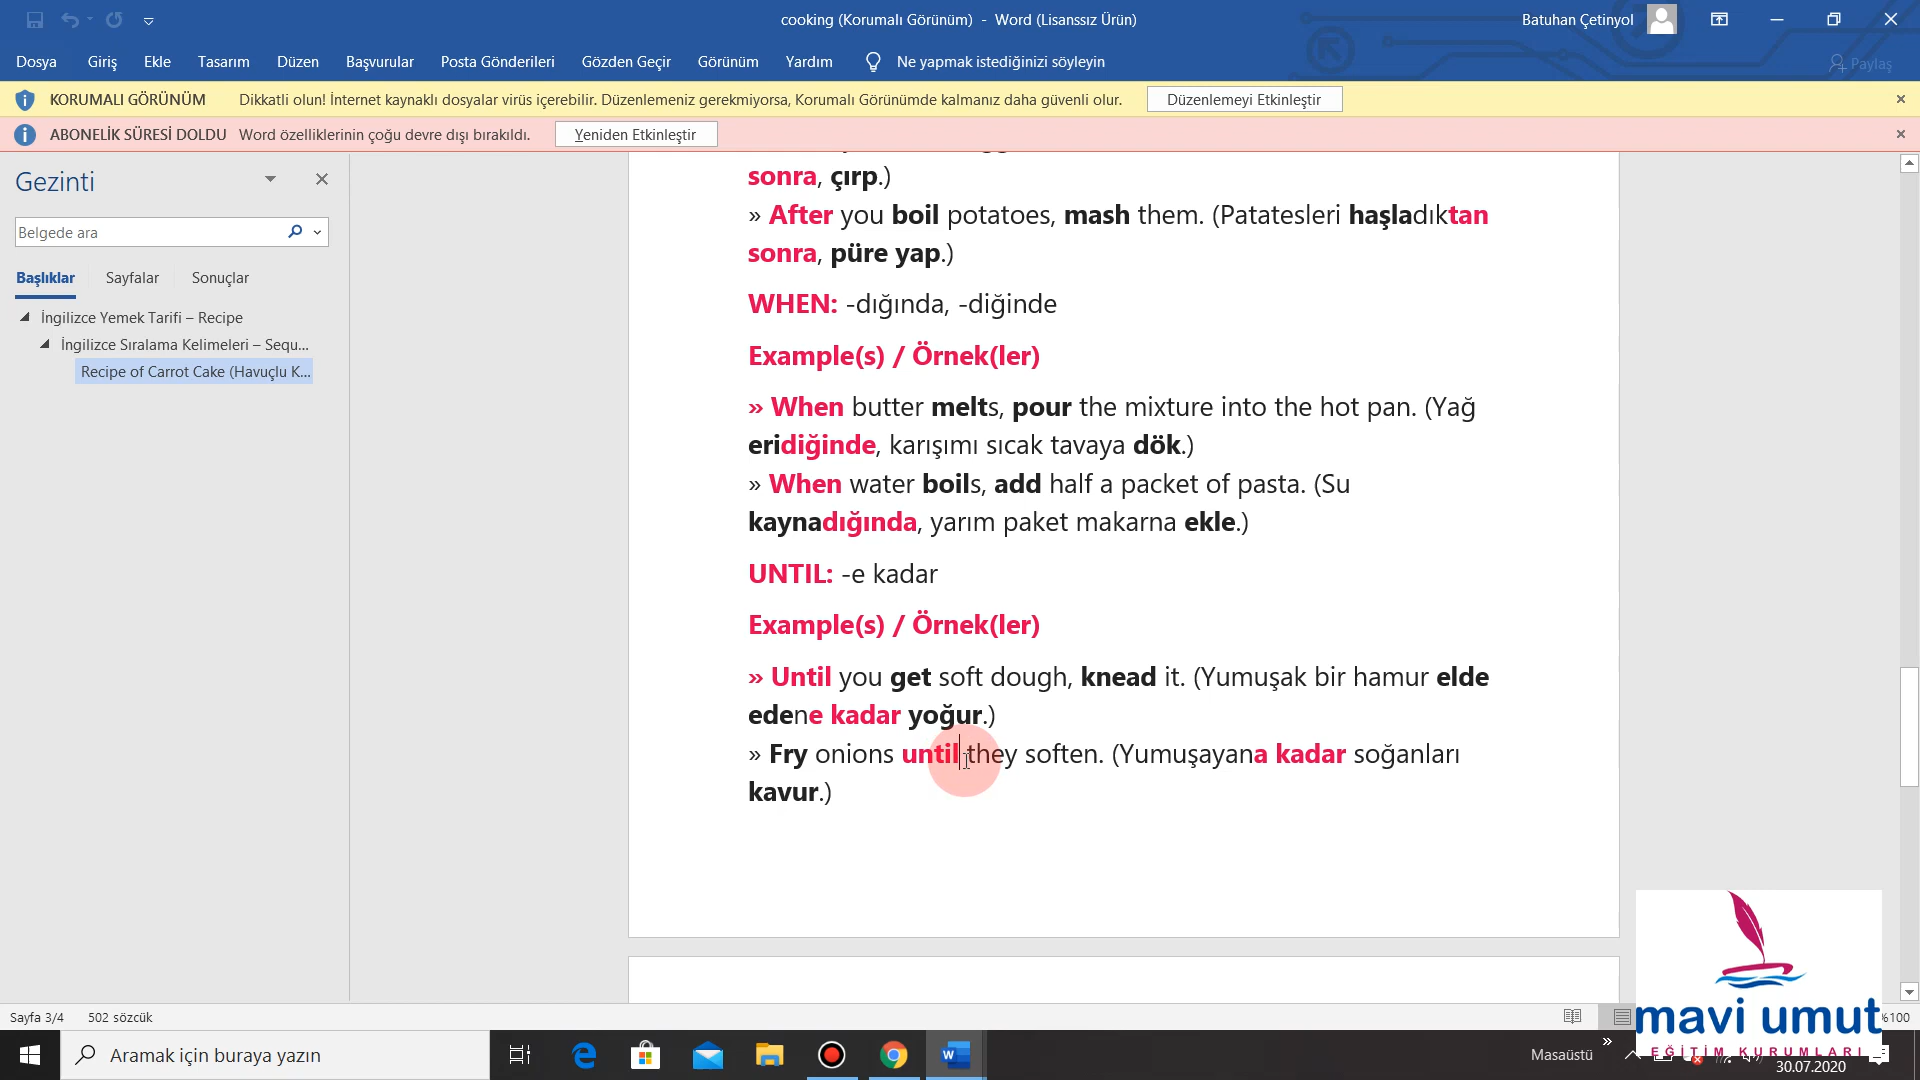 cooking (Korumalı Görünüm) - Word (Lisanssız Ürün)
Batuhan Çetinyol
Dosya Giriş Ekle Tasarım Düzen Başvurular Posta Gönderileri Gözden Geçir Görünüm Yardım Ne yapmak istediğinizi söyleyin
Paylaş
KORUMALI GÖRÜNÜM Dikkatli olun! İnternet kaynaklı dosyalar virüs içerebilir. Düzenlemeniz gerekmiyorsa, Korumalı Görünümde kalmanız daha güvenli olur. Düzenlemeyi Etkinleştir
ABONELİK SÜRESİ DOLDU Word özelliklerinin çoğu devre dışı bırakıldı. Yeniden Etkinleştir
Gezinti
Belgede ara
Başlıklar Sayfalar Sonuçlar
İngilizce Yemek Tarifi – Recipe
İngilizce Sıralama Kelimeleri – Sequ...
Recipe of Carrot Cake (Havuçlu K...
sonra, çırp.)
» After you boil potatoes, mash them. (Patatesleri haşladıktan
sonra, püre yap.)
WHEN: -dığında, -diğinde
Example(s) / Örnek(ler)
» When butter melts, pour the mixture into the hot pan. (Yağ
eridiğinde, karışımı sıcak tavaya dök.)
» When water boils, add half a packet of pasta. (Su
kaynadığında, yarım paket makarna ekle.)
UNTIL: -e kadar
Example(s) / Örnek(ler)
» Until you get soft dough, knead it. (Yumuşak bir hamur elde
edene kadar yoğur.)
» Fry onions until they soften. (Yumuşayana kadar soğanları
kavur.)
Sayfa 3/4 502 sözcük
%100
mavi umut
EĞİTİM KURUMLARI
Aramak için buraya yazın
Masaüstü
30.07.2020